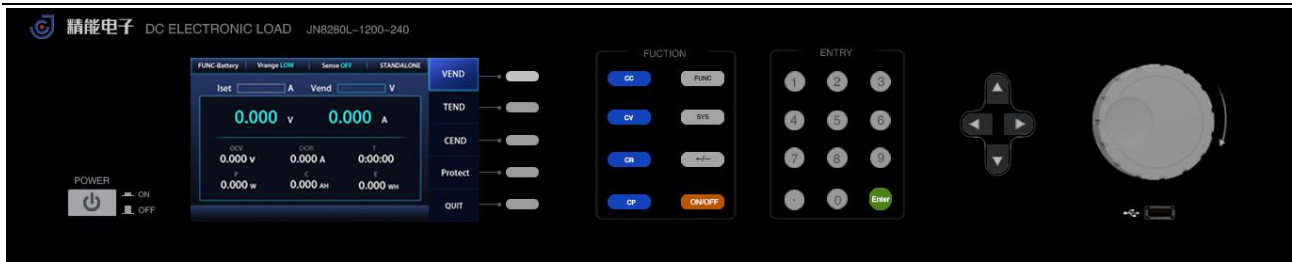 精能电子 DC ELECTRONIC LOAD JN8280L-1200-240
FUNC-Battery Vrange LOW Sense OFF STANDALONE
Iset A Vend V
0.000 V 0.000 A
OCV DCR T
0.000 V 0.000 A 0:00:00
P C E
0.000 W 0.000 AH 0.000 WH
VEND
TEND
CEND
Protect
QUIT
POWER
ON
OFF
FUCTION
CC FUNC
CV SYS
CR ←/—
CP ON/OFF
ENTRY
1 2 3
4 5 6
7 8 9
· 0 Enter